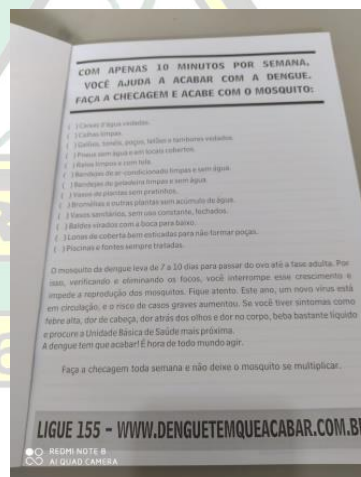 COM APENAS 10 MINUTOS POR SEMANA,
VOCÊ AJUDA A ACABAR COM A DENGUE.
FAÇA A CHECAGEM E ACABE COM O MOSQUITO:
( ) Caixas d'água vedadas.
( ) Calhas limpas.
( ) Galões, tonéis, poços, latões e tambores vedados.
( ) Pneus sem água e em locais cobertos.
( ) Ralos limpos e com tela.
( ) Bandejas de ar-condicionado limpas e sem água.
( ) Bandejas de geladeira limpas e sem água.
( ) Vasos de plantas sem pratinhos.
( ) Bromélias e outras plantas sem acúmulo de água.
( ) Vasos sanitários, sem uso constante, fechados.
( ) Baldes virados com a boca para baixo.
( ) Lonas de coberta bem esticadas para não formar poças.
( ) Piscinas e fontes sempre tratadas.
O mosquito da dengue leva de 7 a 10 dias para passar do ovo até a fase adulta. Por
isso, verificando e eliminando os focos, você interrompe esse crescimento e
impede a reprodução dos mosquitos. Fique atento. Este ano, um novo vírus está
em circulação, e o risco de casos graves aumentou. Se você tiver sintomas como
febre alta, dor de cabeça, dor atrás dos olhos e dor no corpo, beba bastante líquido
e procure a Unidade Básica de Saúde mais próxima.
A dengue tem que acabar! É hora de todo mundo agir.
Faça a checagem toda semana e não deixe o mosquito se multiplicar.
LIGUE 155 - WWW.DENGUETEMQUEACABAR.COM.BR
REDMI NOTE 8
AI QUAD CAMERA